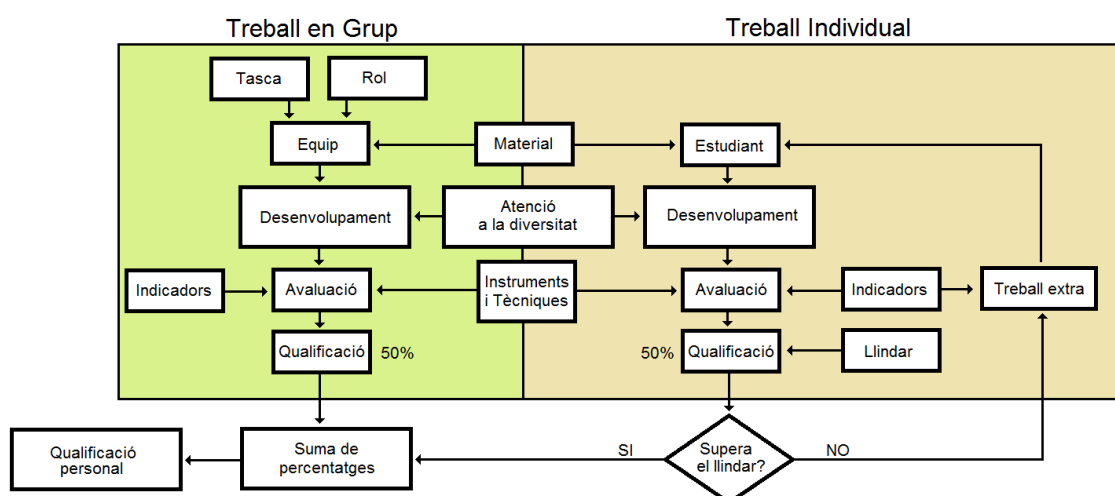 Treball en Grup
Treball Individual
Tasca
Rol
Equip
Material
Estudiant
Desenvolupament
Atenció
a la diversitat
Desenvolupament
Indicadors
Avaluació
Instruments
i Tècniques
Avaluació
Indicadors
Treball extra
Qualificació
50%
50%
Qualificació
Llindar
Qualificació
personal
Suma de
percentatges
SI
Supera
el llindar?
NO